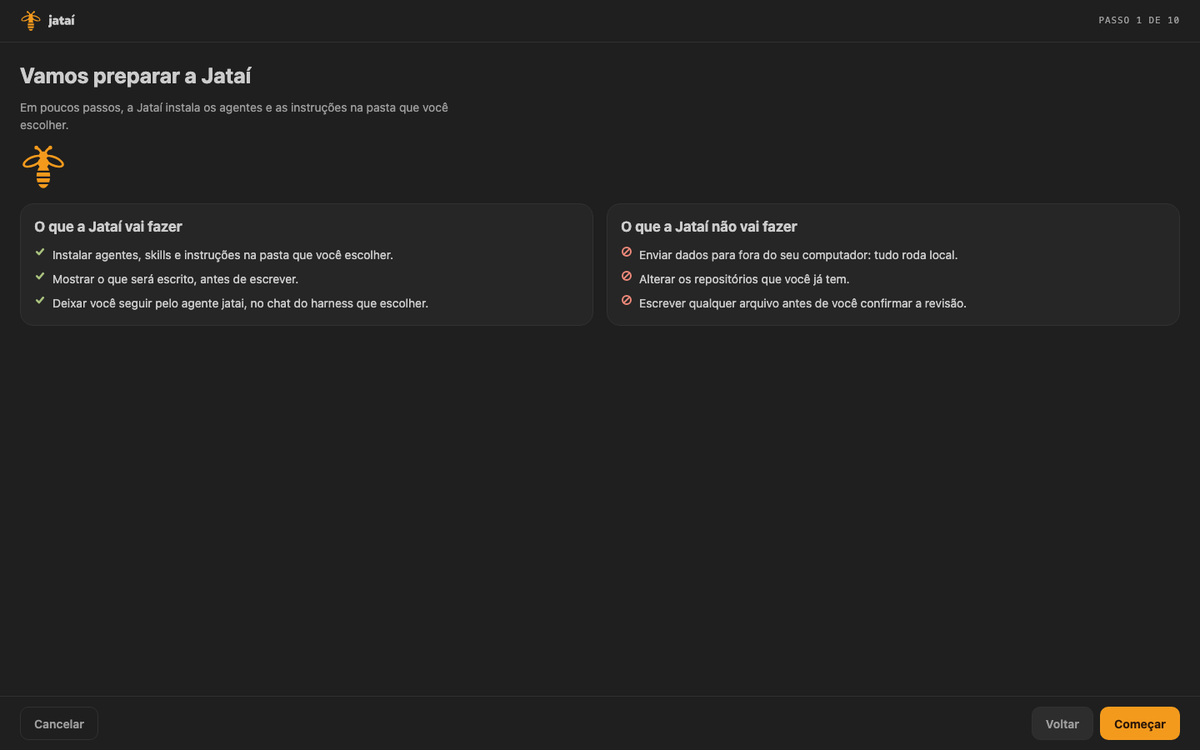 jataí
PASSO 1 DE 10
Vamos preparar a Jataí
Em poucos passos, a Jataí instala os agentes e as instruções na pasta que você
escolher.
O que a Jataí vai fazer
Instalar agentes, skills e instruções na pasta que você escolher.
Mostrar o que será escrito, antes de escrever.
Deixar você seguir pelo agente jatai, no chat do harness que escolher.
O que a Jataí não vai fazer
Enviar dados para fora do seu computador: tudo roda local.
Alterar os repositórios que você já tem.
Escrever qualquer arquivo antes de você confirmar a revisão.
Cancelar
Voltar
Começar